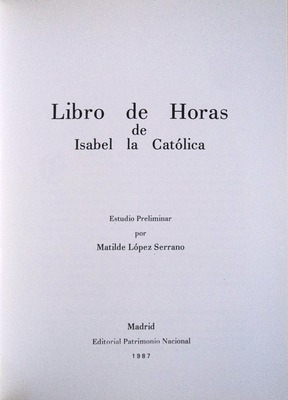 Libro de Horas
de
Isabel la Católica
Estudio Preliminar
por
Matilde López Serrano
Madrid
Editorial Patrimonio Nacional
1987